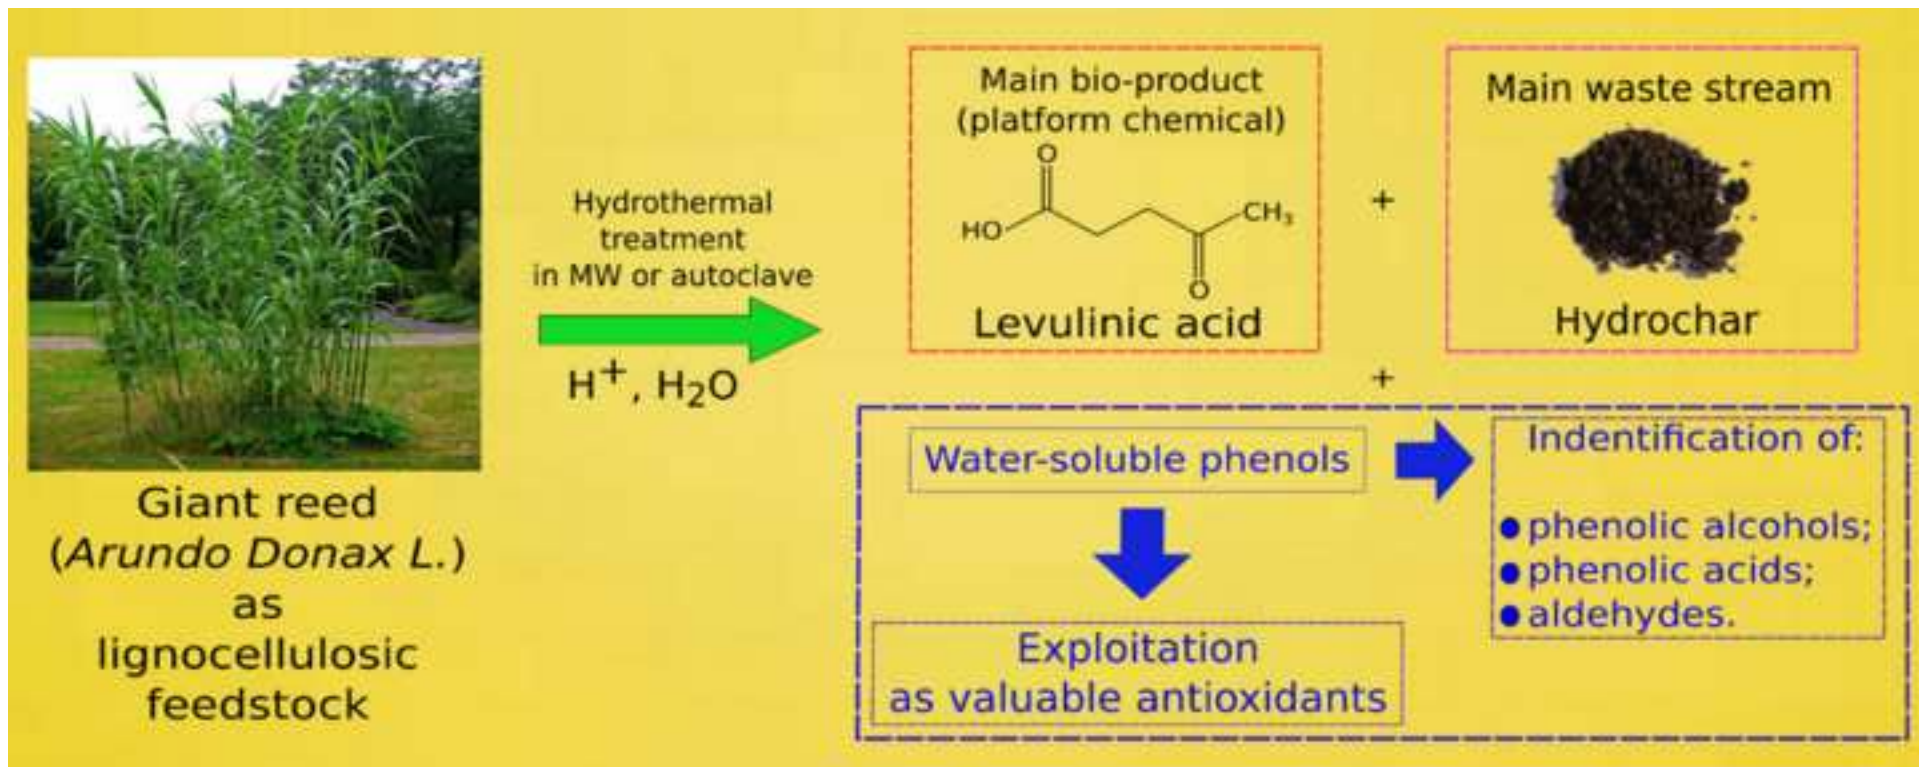 Giant reed
(Arundo Donax L.)
as
lignocellulosic
feedstock
Hydrothermal
treatment
in MW or autoclave
H+, H2O
Main bio-product
(platform chemical)
O
HO
CH3
O
Levulinic acid
+
Main waste stream
Hydrochar
+
Water-soluble phenols
Indentification of:
● phenolic alcohols;
● phenolic acids;
● aldehydes.
Exploitation
as valuable antioxidants